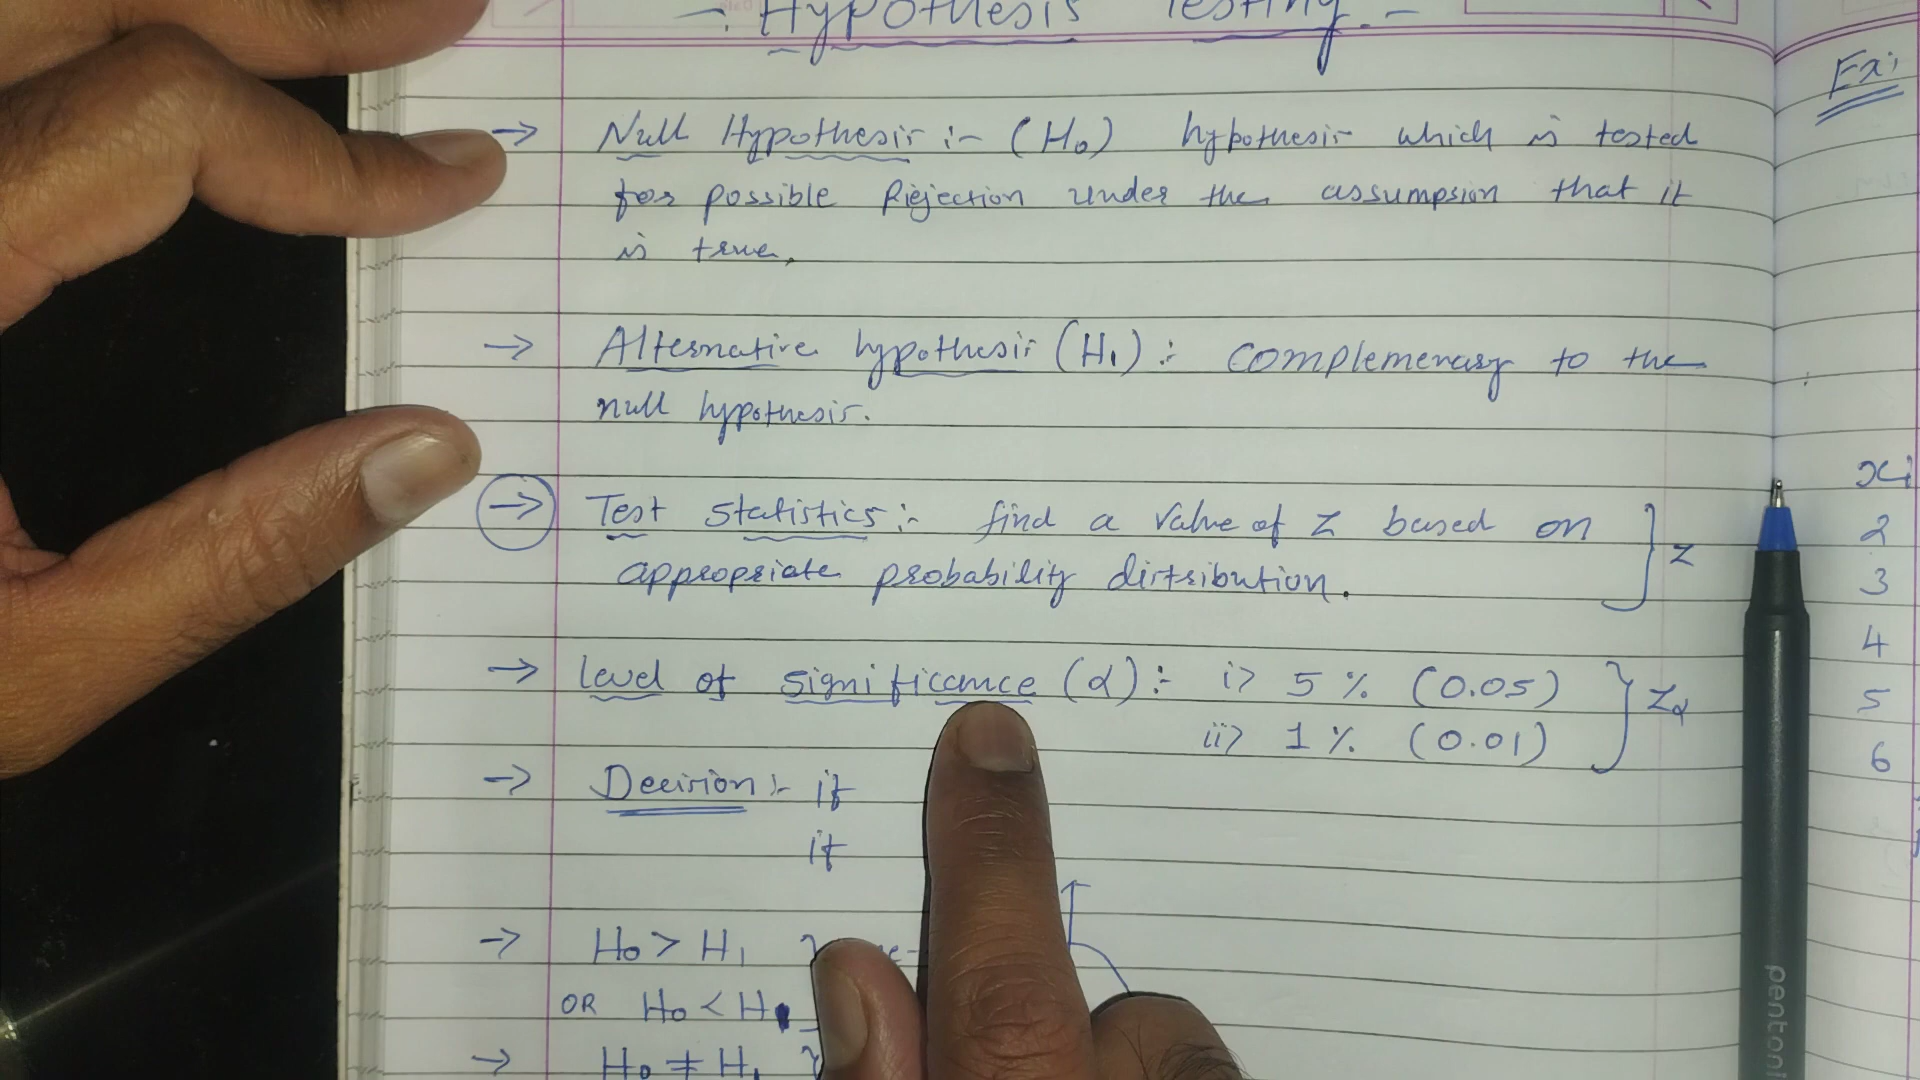 -: Hypothesis Testing :-
Ex:
→ Null Hypothesis :- (H₀) hypothesis which is tested
for possible Rejection under the assumpsion that it
is true,
→ Alternative hypothesis (H₁) : complemenary to the
null hypothesis.
→ Test Statistics :- find a value of Z based on
appropriate probability distribution. } Z
→ level of significance (α) :- i> 5 % (0.05)
ii> 1 % (0.01) } Zα
→ Decision :- if
if
→ H₀ > H₁ }
OR H₀ < H
→ H₀ ≠ H₁ }
xi
2
3
4
5
6
pentoni